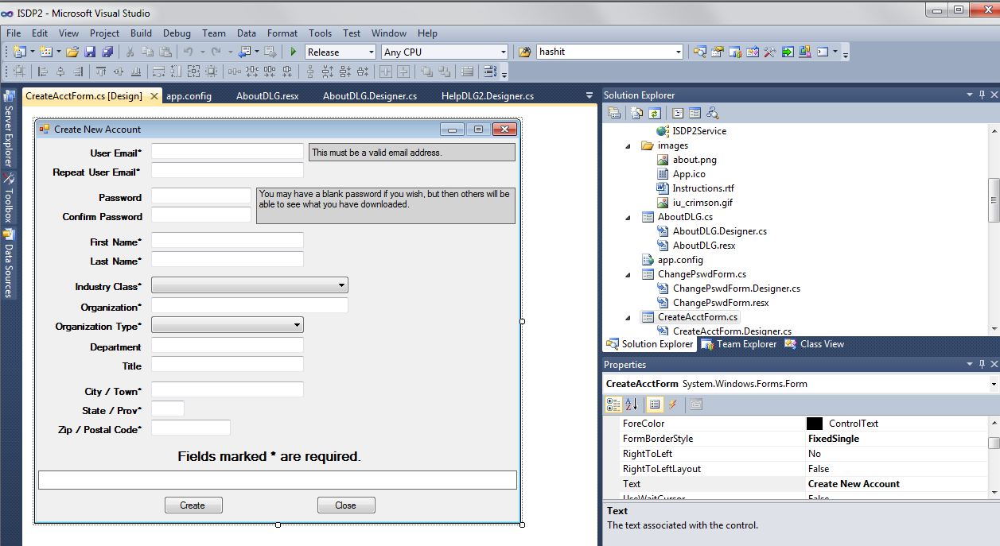 ISDP2 - Microsoft Visual Studio
File Edit View Project Build Debug Team Data Format Tools Test Window Help
Release Any CPU hashit
Server Explorer
Toolbox
Data Sources
CreateAcctForm.cs [Design] app.config AboutDLG.resx AboutDLG.Designer.cs HelpDLG2.Designer.cs
Create New Account
User Email*
This must be a valid email address.
Repeat User Email*
Password
You may have a blank password if you wish, but then others will be
able to see what you have downloaded.
Confirm Password
First Name*
Last Name*
Industry Class*
Organization*
Organization Type*
Department
Title
City / Town*
State / Prov*
Zip / Postal Code*
Fields marked * are required.
Create Close
Solution Explorer
ISDP2Service
images
about.png
App.ico
Instructions.rtf
iu_crimson.gif
AboutDLG.cs
AboutDLG.Designer.cs
AboutDLG.resx
app.config
ChangePswdForm.cs
ChangePswdForm.Designer.cs
ChangePswdForm.resx
CreateAcctForm.cs
CreateAcctForm.Designer.cs
Solution Explorer Team Explorer Class View
Properties
CreateAcctForm System.Windows.Forms.Form
ForeColor ControlText
FormBorderStyle FixedSingle
RightToLeft No
RightToLeftLayout False
Text Create New Account
UseWaitCursor False
Text
The text associated with the control.